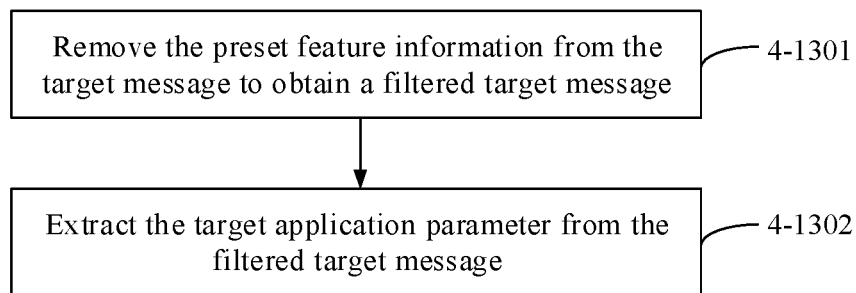 Remove the preset feature information from the
target message to obtain a filtered target message
4-1301
Extract the target application parameter from the
filtered target message
4-1302